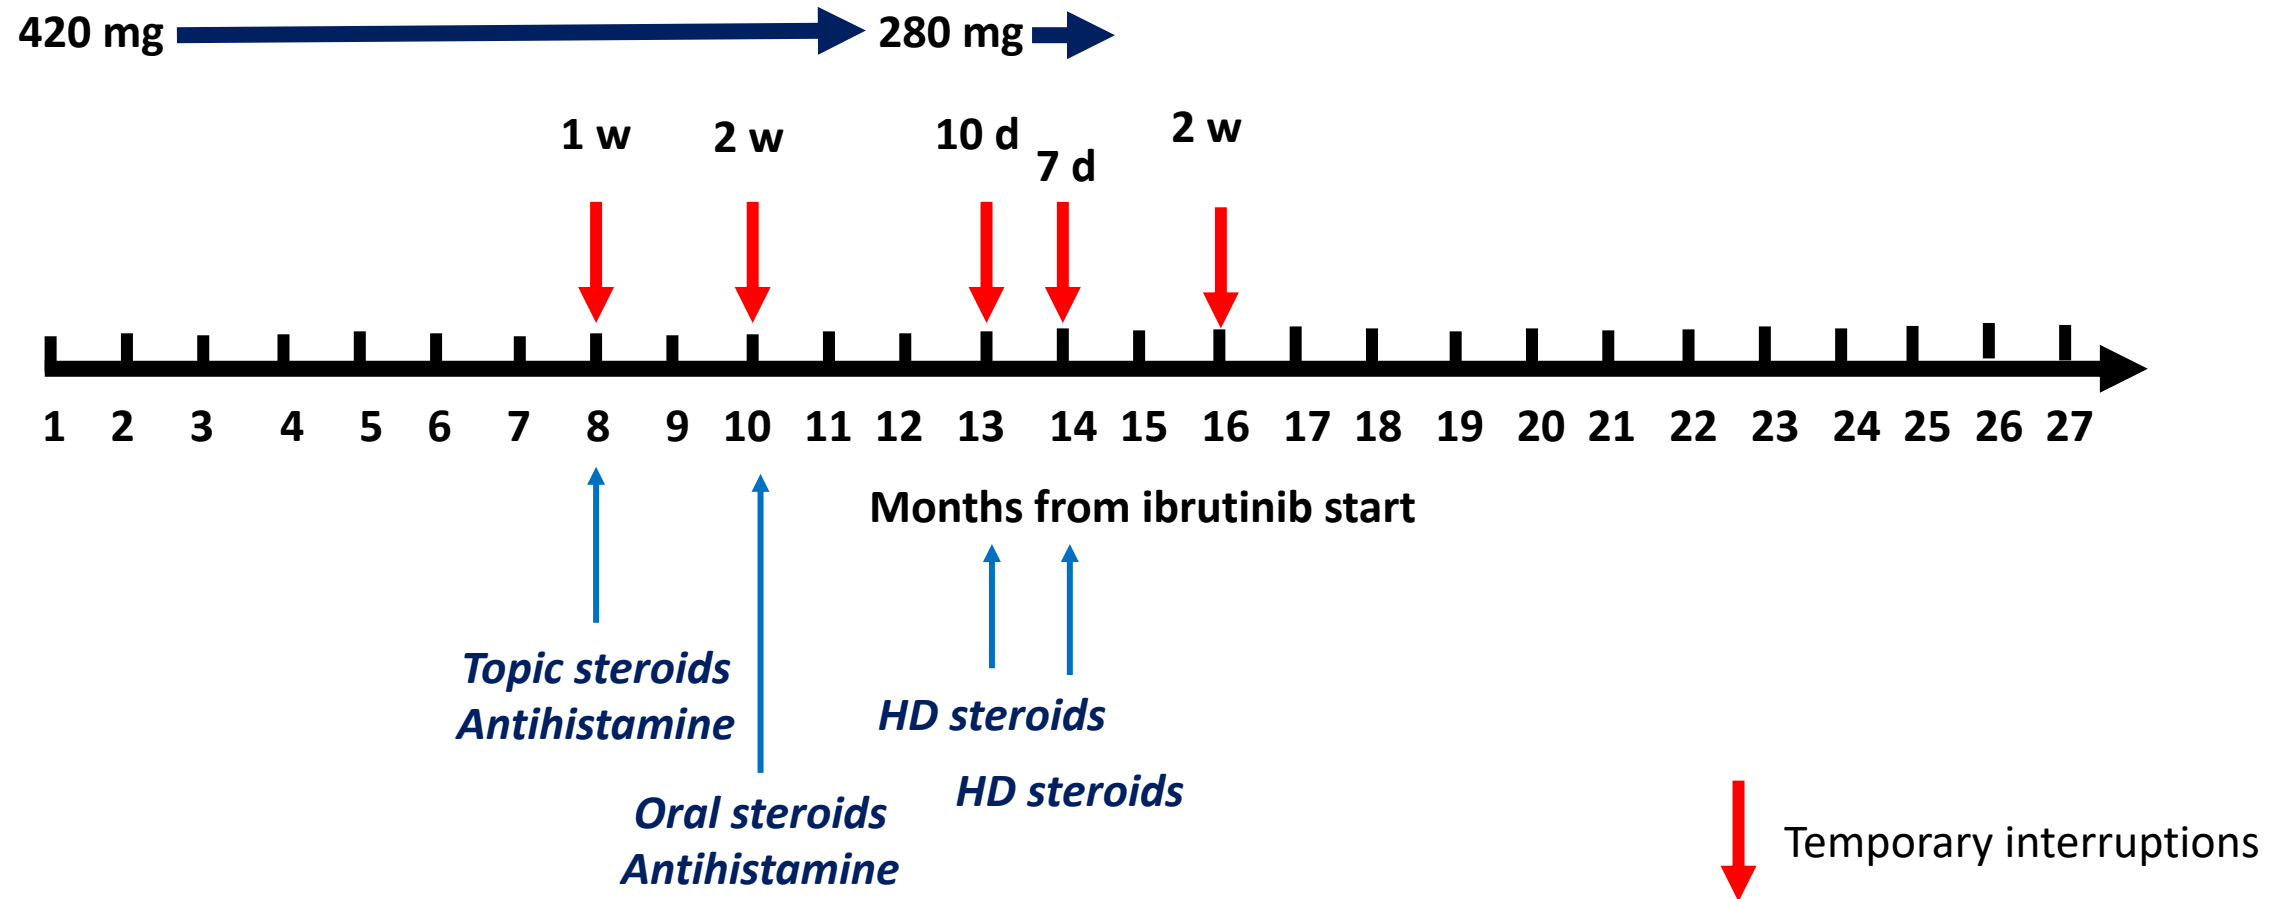 420 mg 280 mg
1 w 2 w 10 d 7 d 2 w
1 2 3 4 5 6 7 8 9 10 11 12 13 14 15 16 17 18 19 20 21 22 23 24 25 26 27
Months from ibrutinib start
Topic steroids
Antihistamine
HD steroids
HD steroids
Oral steroids
Antihistamine
Temporary interruptions